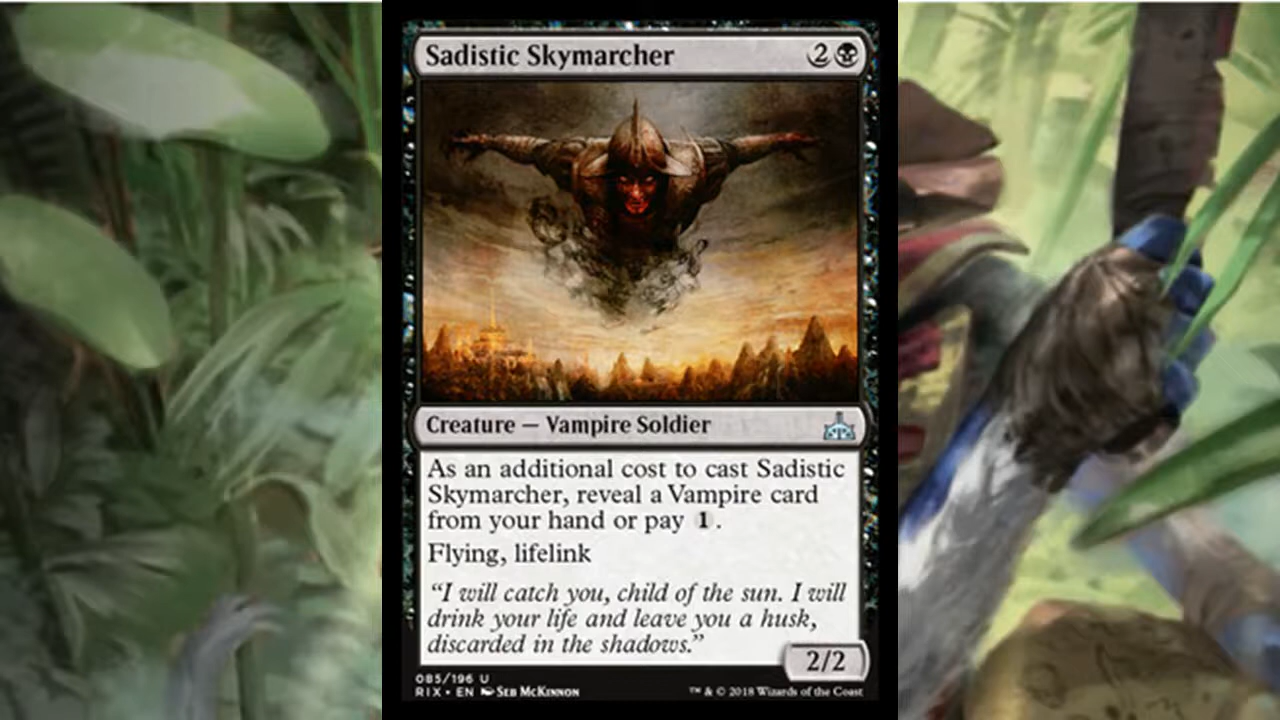 Sadistic Skymarcher 2
Creature — Vampire Soldier
As an additional cost to cast Sadistic
Skymarcher, reveal a Vampire card
from your hand or pay 1.
Flying, lifelink
“I will catch you, child of the sun. I will
drink your life and leave you a husk,
discarded in the shadows.”
2/2
085/196 U
RIX • EN Seb McKinnon
™ & © 2018 Wizards of the Coast